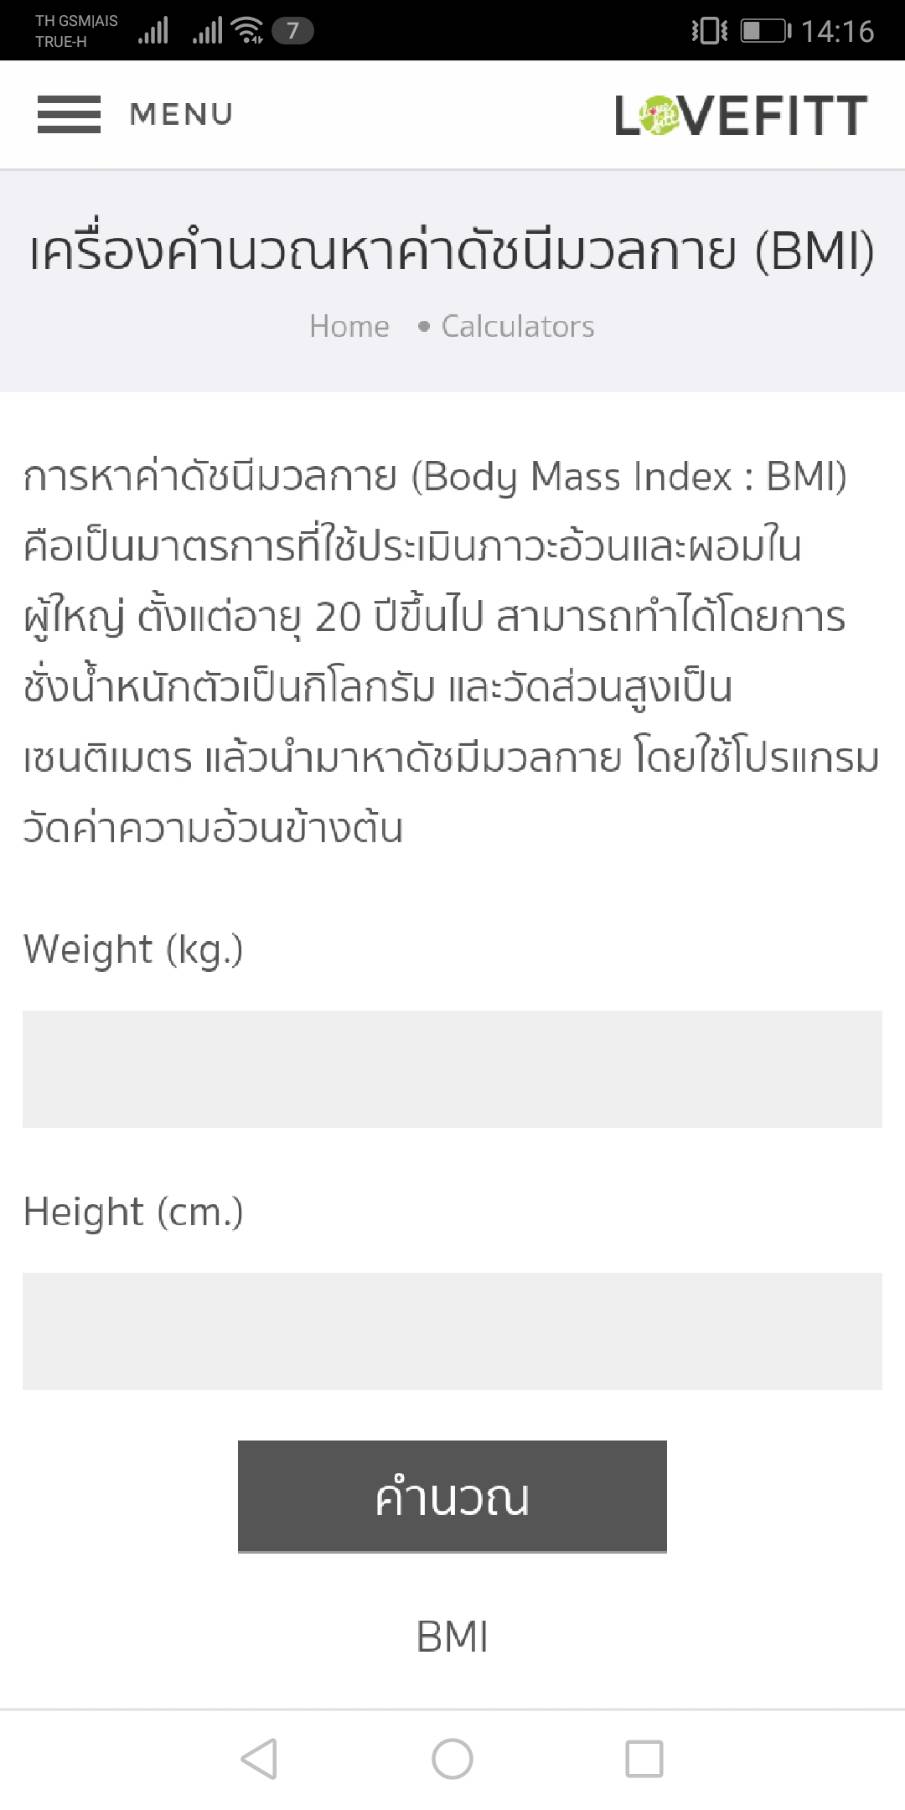 TH GSM|AIS
TRUE-H
7
14:16
MENU
LOVEFITT
เครื่องคำนวณหาค่าดัชนีมวลกาย (BMI)
Home • Calculators
การหาค่าดัชนีมวลกาย (Body Mass Index : BMI)
คือเป็นมาตรการที่ใช้ประเมินภาวะอ้วนและผอมใน
ผู้ใหญ่ ตั้งแต่อายุ 20 ปีขึ้นไป สามารถทำได้โดยการ
ชั่งน้ำหนักตัวเป็นกิโลกรัม และวัดส่วนสูงเป็น
เซนติเมตร แล้วนำมาหาดัชมีมวลกาย โดยใช้โปรแกรม
วัดค่าความอ้วนข้างต้น
Weight (kg.)
Height (cm.)
คำนวณ
BMI